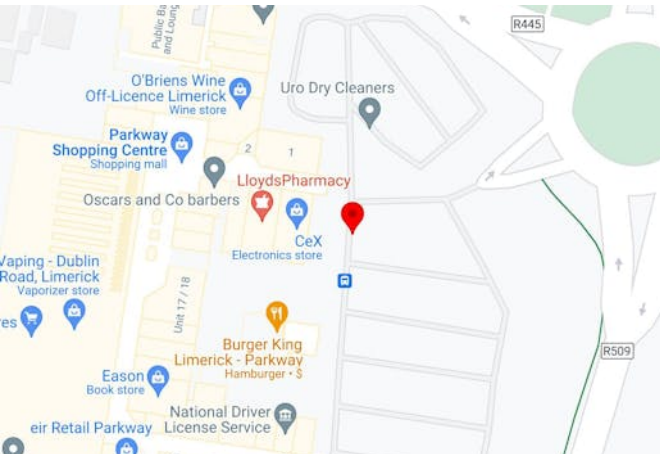 Public Ba
and Loung
R445
O'Briens Wine
Off-Licence Limerick
Wine store
Uro Dry Cleaners
Parkway
Shopping Centre
Shopping mall
2
1
LloydsPharmacy
Oscars and Co barbers
CeX
Electronics store
Vaping - Dublin
Road, Limerick
Vaporizer store
Unit 17 / 18
es
Burger King
Limerick - Parkway
Hamburger • $
R509
Eason
Book store
National Driver
License Service
eir Retail Parkway